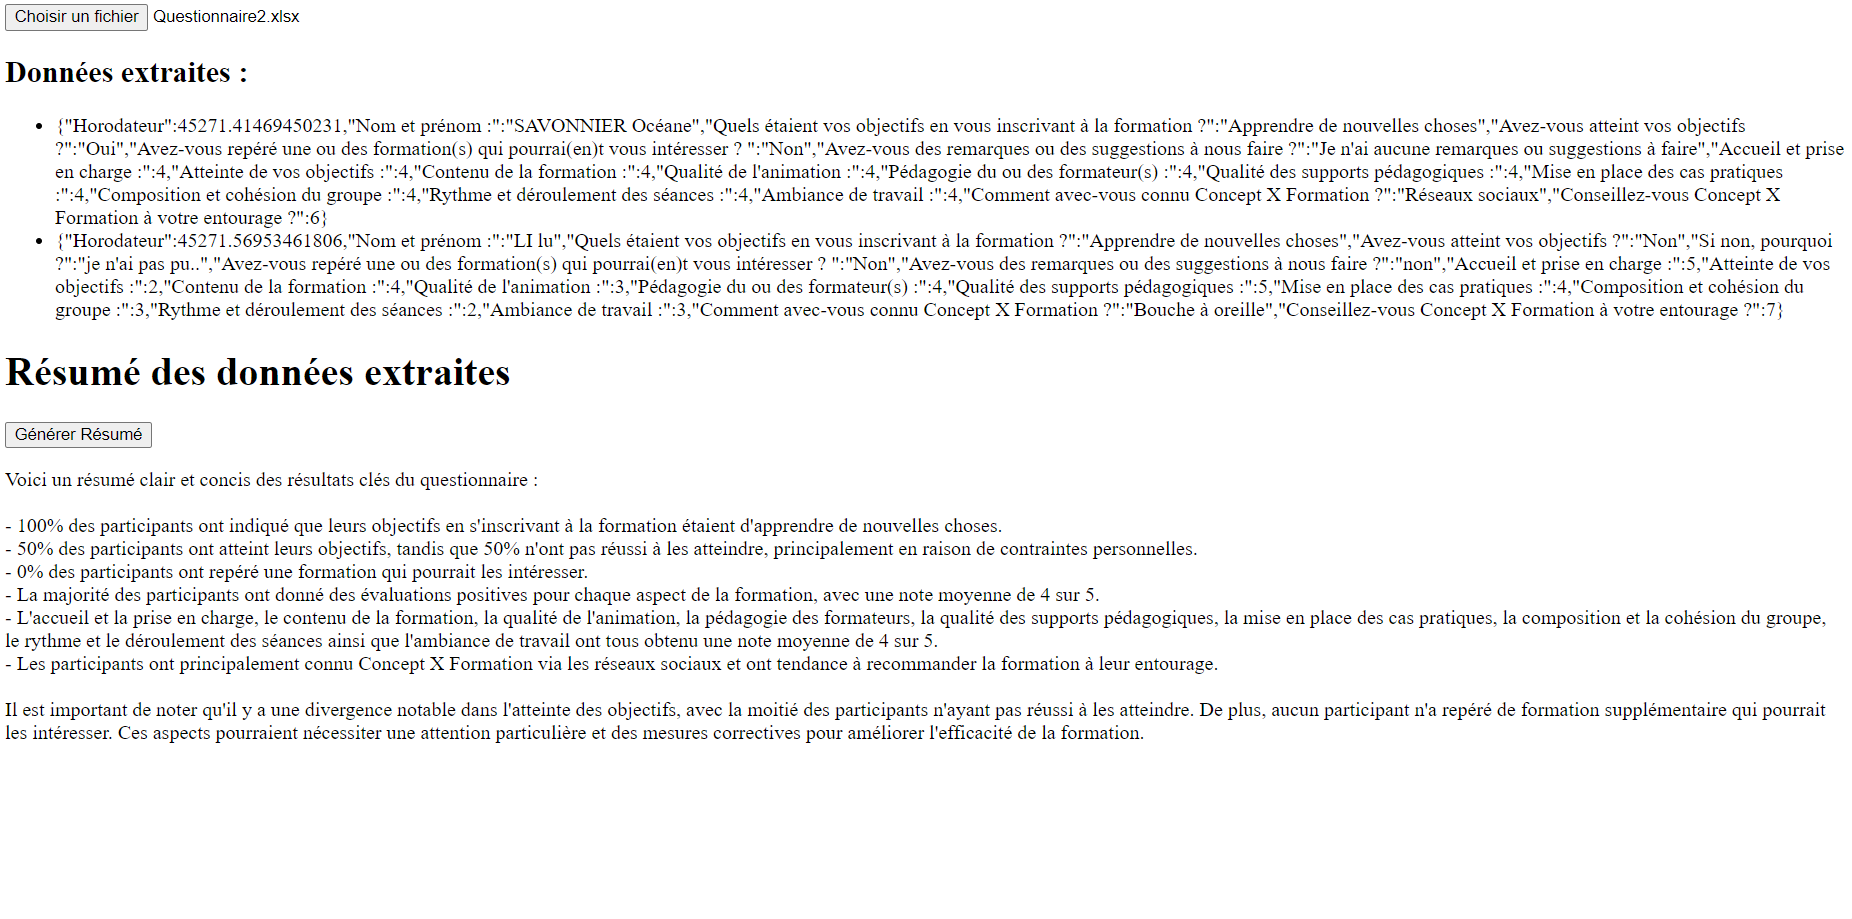 Choisir un fichier Questionnaire2.xlsx
Données extraites :
• {"Horodateur":45271.41469450231,"Nom et prénom :":"SAVONNIER Océane","Quels étaient vos objectifs en vous inscrivant à la formation ?":"Apprendre de nouvelles choses","Avez-vous atteint vos objectifs
?":"Oui","Avez-vous repéré une ou des formation(s) qui pourrai(en)t vous intéresser ? ":"Non","Avez-vous des remarques ou des suggestions à nous faire ?":"Je n'ai aucune remarques ou suggestions à faire","Accueil et prise
en charge :":4,"Atteinte de vos objectifs :":4,"Contenu de la formation :":4,"Qualité de l'animation :":4,"Pédagogie du ou des formateur(s) :":4,"Qualité des supports pédagogiques :":4,"Mise en place des cas pratiques
:":4,"Composition et cohésion du groupe :":4,"Rythme et déroulement des séances :":4,"Ambiance de travail :":4,"Comment avec-vous connu Concept X Formation ?":"Réseaux sociaux","Conseillez-vous Concept X
Formation à votre entourage ?":6}
• {"Horodateur":45271.56953461806,"Nom et prénom :":"LI lu","Quels étaient vos objectifs en vous inscrivant à la formation ?":"Apprendre de nouvelles choses","Avez-vous atteint vos objectifs ?":"Non","Si non, pourquoi
?":"je n'ai pas pu..","Avez-vous repéré une ou des formation(s) qui pourrai(en)t vous intéresser ? ":"Non","Avez-vous des remarques ou des suggestions à nous faire ?":"non","Accueil et prise en charge :":5,"Atteinte de vos
objectifs :":2,"Contenu de la formation :":4,"Qualité de l'animation :":3,"Pédagogie du ou des formateur(s) :":4,"Qualité des supports pédagogiques :":5,"Mise en place des cas pratiques :":4,"Composition et cohésion du
groupe :":3,"Rythme et déroulement des séances :":2,"Ambiance de travail :":3,"Comment avec-vous connu Concept X Formation ?":"Bouche à oreille","Conseillez-vous Concept X Formation à votre entourage ?":7}
Résumé des données extraites
Générer Résumé
Voici un résumé clair et concis des résultats clés du questionnaire :
- 100% des participants ont indiqué que leurs objectifs en s'inscrivant à la formation étaient d'apprendre de nouvelles choses.
- 50% des participants ont atteint leurs objectifs, tandis que 50% n'ont pas réussi à les atteindre, principalement en raison de contraintes personnelles.
- 0% des participants ont repéré une formation qui pourrait les intéresser.
- La majorité des participants ont donné des évaluations positives pour chaque aspect de la formation, avec une note moyenne de 4 sur 5.
- L'accueil et la prise en charge, le contenu de la formation, la qualité de l'animation, la pédagogie des formateurs, la qualité des supports pédagogiques, la mise en place des cas pratiques, la composition et la cohésion du groupe,
le rythme et le déroulement des séances ainsi que l'ambiance de travail ont tous obtenu une note moyenne de 4 sur 5.
- Les participants ont principalement connu Concept X Formation via les réseaux sociaux et ont tendance à recommander la formation à leur entourage.
Il est important de noter qu'il y a une divergence notable dans l'atteinte des objectifs, avec la moitié des participants n'ayant pas réussi à les atteindre. De plus, aucun participant n'a repéré de formation supplémentaire qui pourrait
les intéresser. Ces aspects pourraient nécessiter une attention particulière et des mesures correctives pour améliorer l'efficacité de la formation.